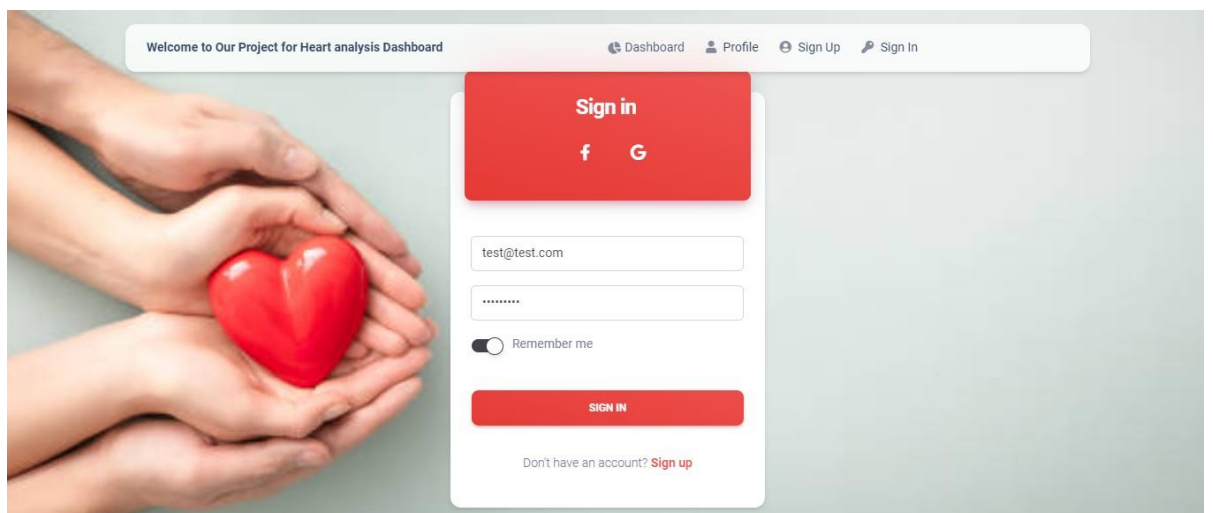 Welcome to Our Project for Heart analysis Dashboard Dashboard Profile Sign Up Sign In
Sign in
test@test.com
•••••••••
Remember me
SIGN IN
Don't have an account? Sign up